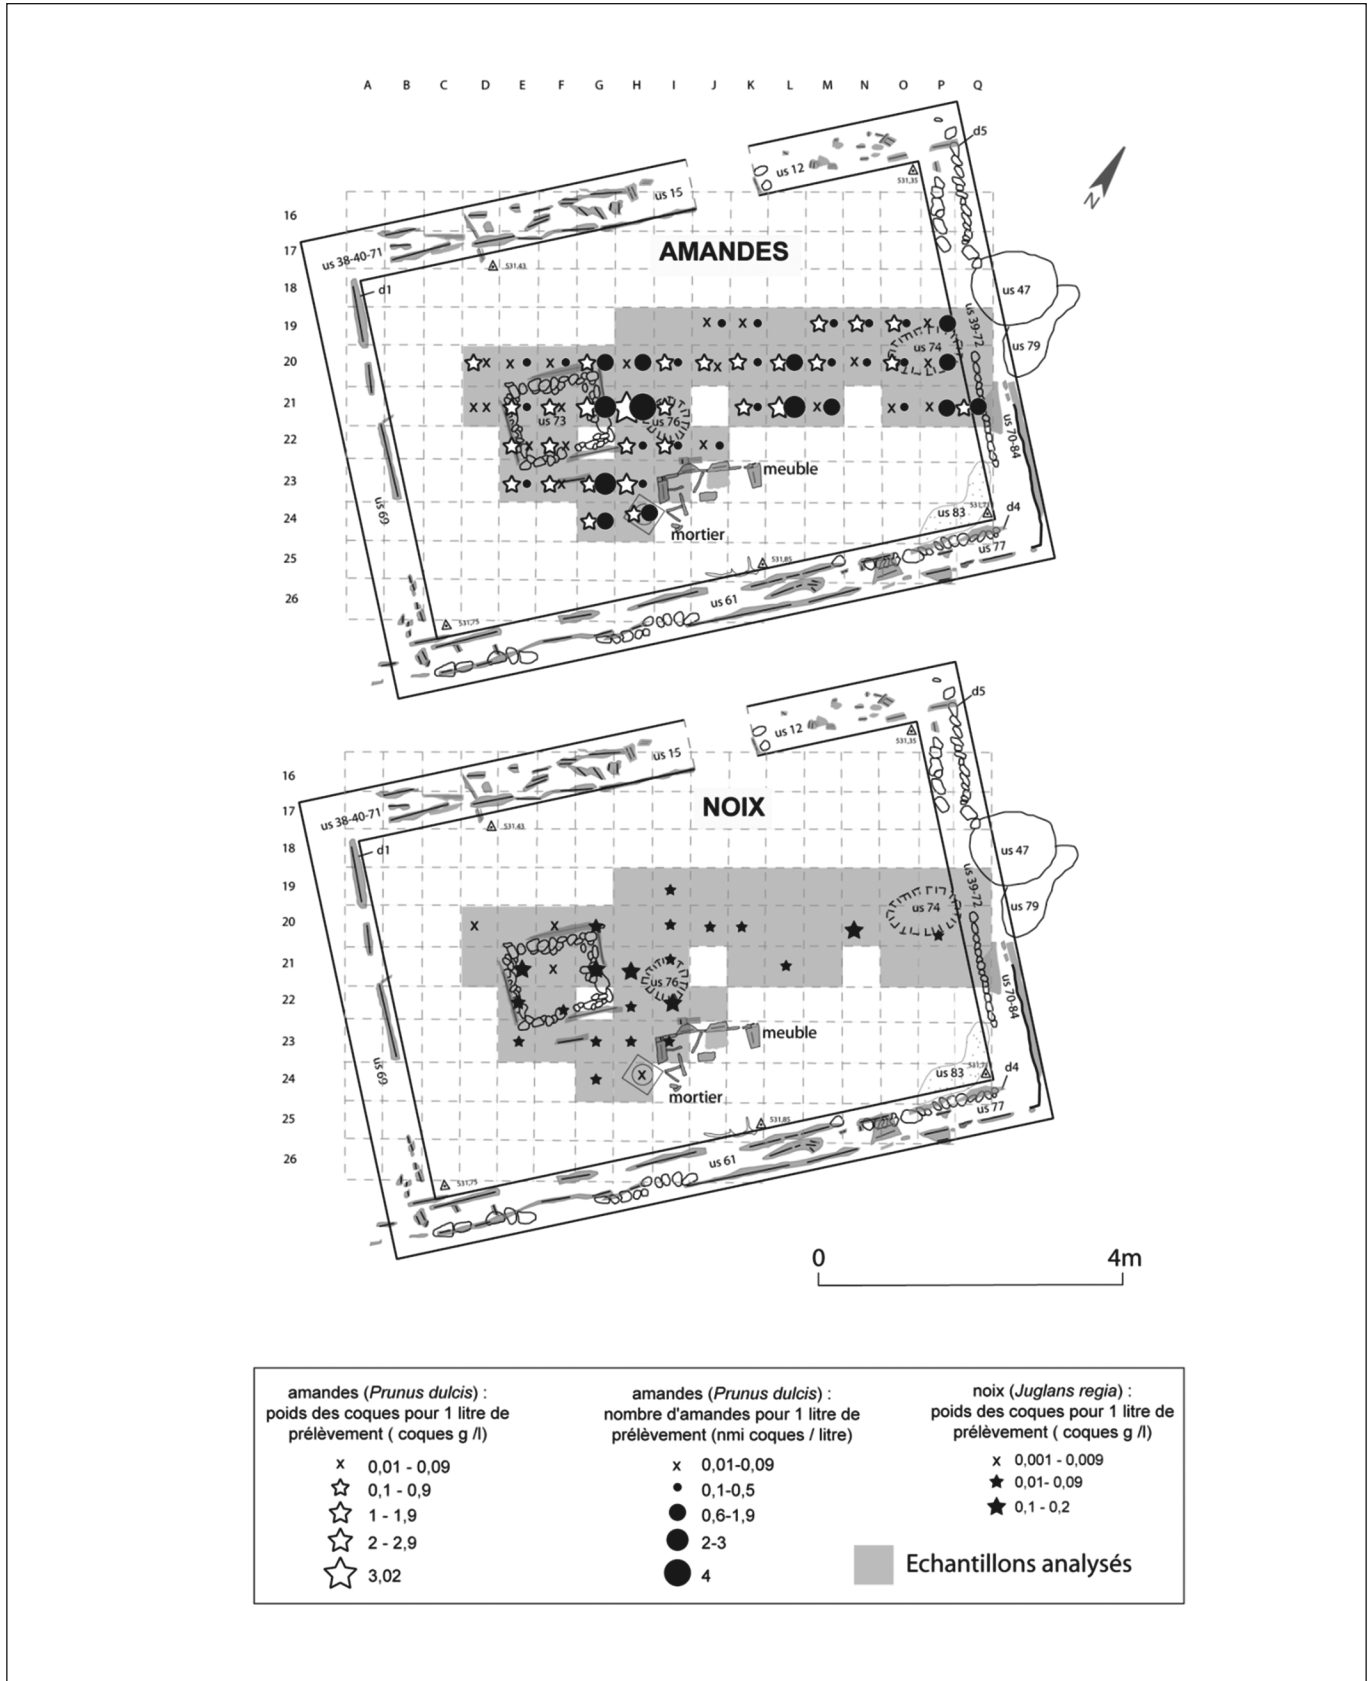 A B C D E F G H I J K L M N O P Q
d5
us 12
531,35
N
us 15
16
AMANDES
17
us 38-40-71
531,43
18
d1
us 47
19
x x x
us 39-72
us 74
us 79
20
x x x x x x x x
21
x x x x x x
us 73
us 76
22
x x x
us 70-84
meuble
23
x
us 69
24
us 83
d4
mortier
us 77
25
531,85
us 61
26
531,75
d5
us 12
531,35
us 15
16
NOIX
17
us 38-40-71
531,43
18
d1
us 47
19
us 39-72
us 74
us 79
20
x x
21
x
us 76
22
us 70-84
meuble
23
us 69
24
x
us 83
d4
mortier
us 77
25
531,85
us 61
26
531,75
0 4m
amandes (Prunus dulcis) :
poids des coques pour 1 litre de
prélèvement ( coques g /l)
x 0,01 - 0,09
0,1 - 0,9
1 - 1,9
2 - 2,9
3,02
amandes (Prunus dulcis) :
nombre d'amandes pour 1 litre de
prélèvement (nmi coques / litre)
x 0,01-0,09
0,1-0,5
0,6-1,9
2-3
4
noix (Juglans regia) :
poids des coques pour 1 litre de
prélèvement ( coques g /l)
x 0,001 - 0,009
0,01- 0,09
0,1 - 0,2
Echantillons analysés